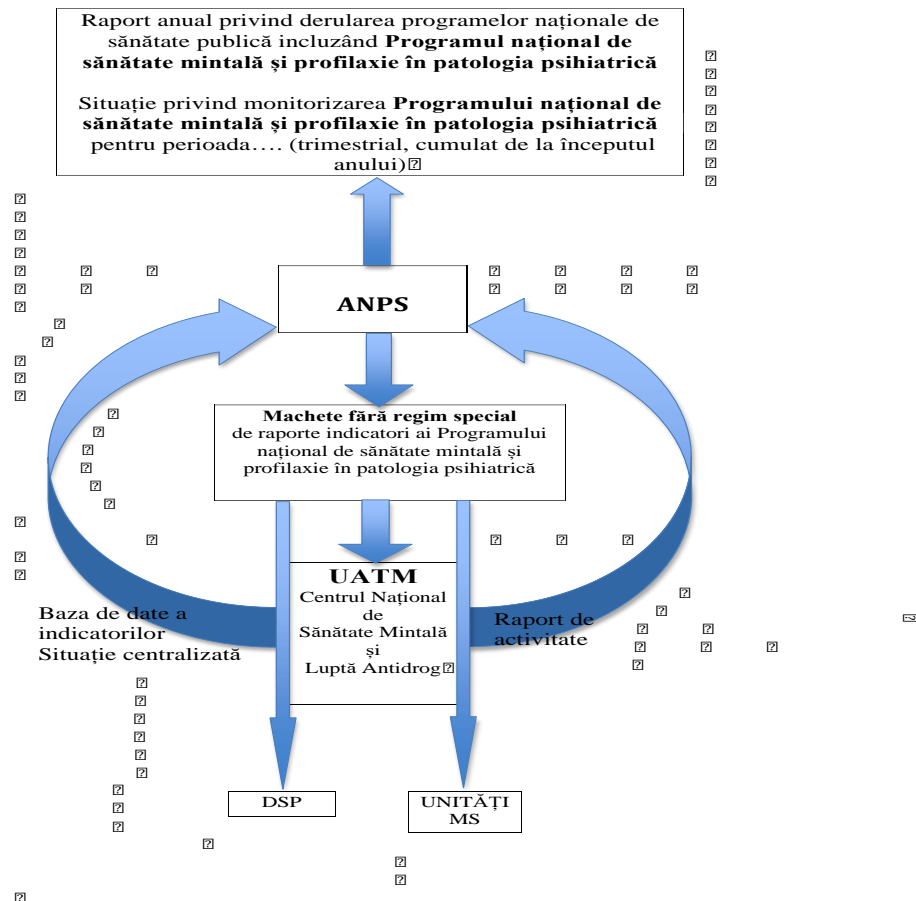 Raport anual privind derularea programelor naționale de
sănătate publică incluzând Programul național de
sănătate mintală și profilaxie în patologia psihiatrică
Situație privind monitorizarea Programului național de
sănătate mintală și profilaxie în patologia psihiatrică
pentru perioada…. (trimestrial, cumulat de la începutul
anului)
ANPS
Machete fără regim special
de raporte indicatori ai Programului
național de sănătate mintală și
profilaxie în patologia psihiatrică
UATM
Centrul Național
de
Sănătate Mintală
și
Luptă Antidrog
Baza de date a
indicatorilor
Situație centralizată
Raport de
activitate
DSP
UNITĂȚI
MS